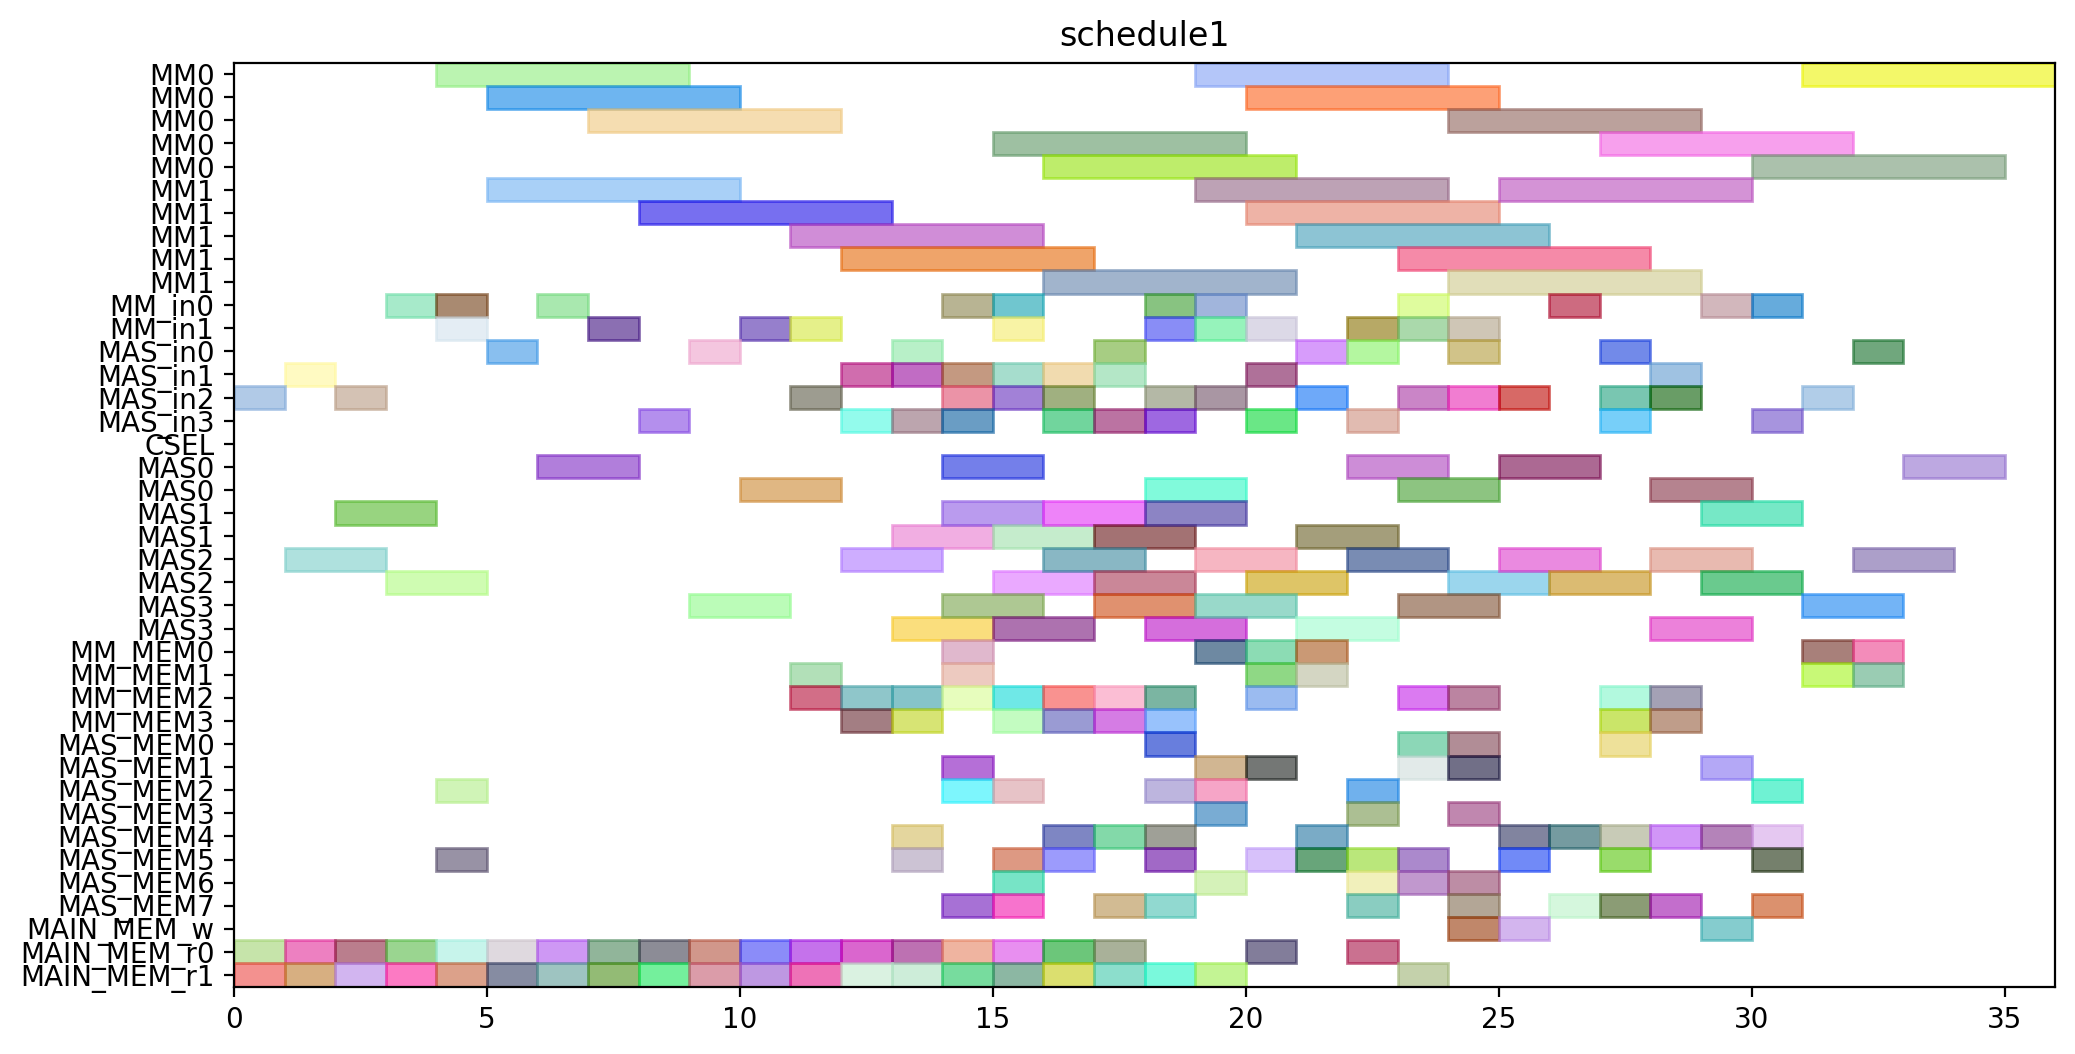 schedule1
MM0
MM0
MM0
MM0
MM0
MM1
MM1
MM1
MM1
MM1
MM_in0
MM_in1
MAS_in0
MAS_in1
MAS_in2
MAS_in3
CSEL
MAS0
MAS0
MAS1
MAS1
MAS2
MAS2
MAS3
MAS3
MM_MEM0
MM_MEM1
MM_MEM2
MM_MEM3
MAS_MEM0
MAS_MEM1
MAS_MEM2
MAS_MEM3
MAS_MEM4
MAS_MEM5
MAS_MEM6
MAS_MEM7
MAIN_MEM_w
MAIN_MEM_r0
MAIN_MEM_r1
0 5 10 15 20 25 30 35